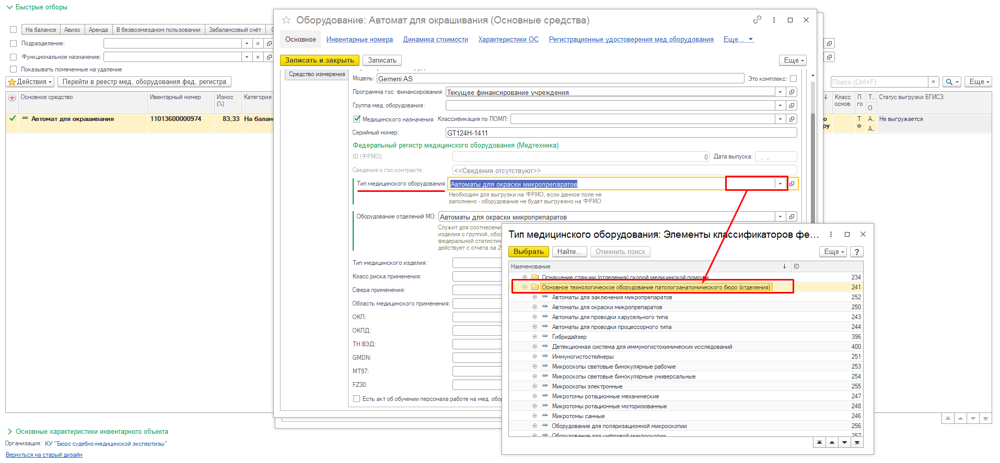 Быстрые отборы
На балансе
Авизо
Аренда
В безвозмездном пользовании
Забалансовый счёт
Подразделение:
Функциональное назначение:
Показывать помеченные на удаление
Действия
Перейти в реестр мед. оборудования фед. регистра
Поиск (Ctrl+F)
Еще
Основное средство
Ивентарный номер
Износ (%)
Категория
Класс основ
П го
Т...
О
Статус выгрузки ЕГИСЗ
Автомат для окрашивания
11013600000974
83,33
На балан
о ру
Т Ф
А...
А...
Не выгружается
Основные характеристики инвентарного объекта
Организация: КУ "Бюро судебно-медицинской экспертизы"
Вернуться на старый дизайн
Оборудование: Автомат для окрашивания (Основные средства)
Основное
Инвентарные номера
Динамика стоимости
Характеристики ОС
Регистрационные удостоверения мед.оборудования
Еще...
Записать и закрыть
Записать
Еще
Средство измерения
Модель: Gemeni AS
Это комплекс:
Программа гос. финансирования: Текущее финансирование учреждения
Группа мед. оборудования:
Медицинского назначения
Классификация по ПОМП:
Серийный номер: GT124H-1411
Федеральный регистр медицинского оборудования (Медтехника)
ID (ФРМО): 0
Дата выпуска: . .
Сведения о гос.контракте: <<Сведения отсутствуют>>
Тип медицинского оборудования: Автоматы для окраски микропрепаратов
Необходим для выгрузки на ФРМО, если данное поле не
заполнено - оборудование не будет выгружено на ФРМО
Оборудование отделений МО: Автоматы для окраски микропрепаратов
Служит для соотнесени
изделия с группой, обоз
федеральной статистич
действует с отчета за 2
Тип медицинского изделия:
Класс риска применения:
Сфера применения:
Область медицинского применения:
ОКП:
ОКПД:
ТН ВЭД:
GMDN:
МТ97:
FZ30:
Есть акт об обучении персонала работе на мед. обор
Тип медицинского оборудования: Элементы классификаторов фе...
Выбрать
Найти...
Отменить поиск
Еще
?
Наименование ↓ ID
Оснащение станции (отделения) скорой медицинской помощи 234
Основное технологическое оборудование патологоанатомического бюро (отделения) 241
Автоматы для заключения микропрепаратов 252
Автоматы для окраски микропрепаратов 250
Автоматы для проводки карусельного типа 243
Автоматы для проводки процессорного типа 244
Гибридайзер 396
Детекционная система для иммуногистохимических исследований 400
Иммуногистостейнеры 251
Микроскопы световые бинокулярные рабочие 253
Микроскопы световые бинокулярные универсальные 254
Микроскопы электронные 255
Микротомы ротационные механические 247
Микротомы ротационные моторизованные 248
Микротомы санные 246
Оборудование для поляризационной микроскопии 256
Оборудование для цифровой микроскопии 257